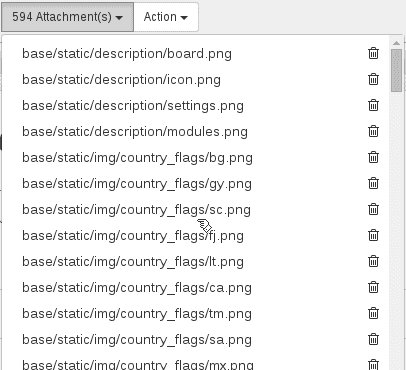 594 Attachment(s) Action
base/static/description/board.png
base/static/description/icon.png
base/static/description/settings.png
base/static/description/modules.png
base/static/img/country_flags/bg.png
base/static/img/country_flags/gy.png
base/static/img/country_flags/sc.png
base/static/img/country_flags/fj.png
base/static/img/country_flags/lt.png
base/static/img/country_flags/ca.png
base/static/img/country_flags/tm.png
base/static/img/country_flags/sa.png
base/static/img/country_flags/mx.png